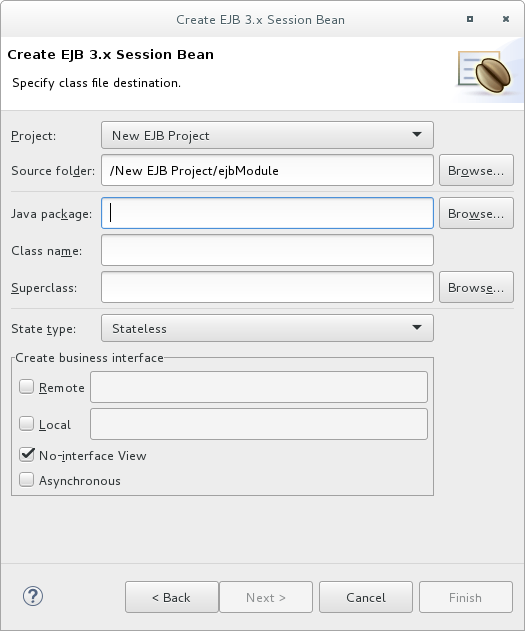 Create EJB 3.x Session Bean
Create EJB 3.x Session Bean
Specify class file destination.
Project: New EJB Project
Source folder: /New EJB Project/ejbModule Browse...
Java package: Browse...
Class name:
Superclass: Browse...
State type: Stateless
Create business interface
Remote
Local
No-interface View
Asynchronous
? < Back Next > Cancel Finish